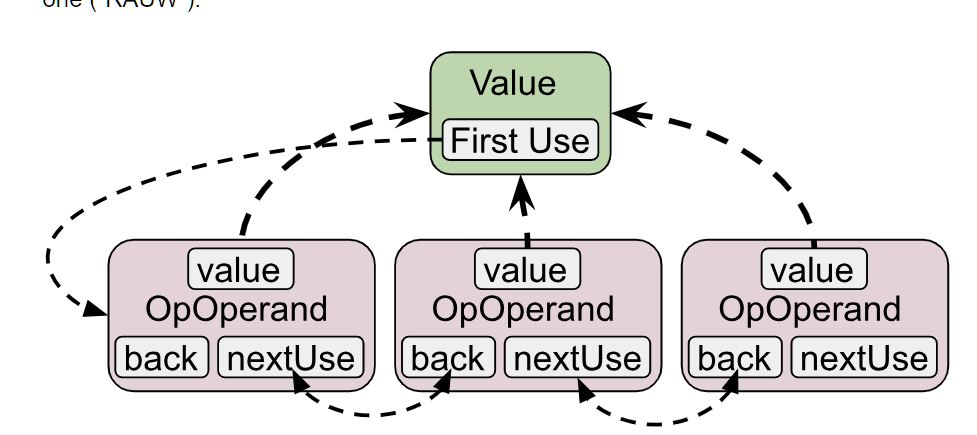 one ("RAUW").
Value
First Use
value
OpOperand
back nextUse
value
OpOperand
back nextUse
value
OpOperand
back nextUse